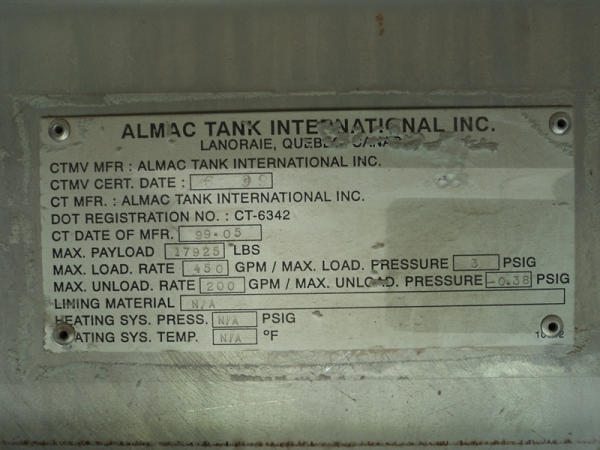 ALMAC TANK INTERNATIONAL INC.
LANORAIE, QUEBEC CANADA
CTMV MFR : ALMAC TANK INTERNATIONAL INC.
CTMV CERT. DATE :
CT MFR. : ALMAC TANK INTERNATIONAL INC.
DOT REGISTRATION NO. : CT-6342
CT DATE OF MFR. 99.05
MAX. PAYLOAD 17925 LBS
MAX. LOAD. RATE 450 GPM / MAX. LOAD. PRESSURE 3 PSIG
MAX. UNLOAD. RATE 200 GPM / MAX. UNLOAD. PRESSURE -0.38 PSIG
LINING MATERIAL N/A
HEATING SYS. PRESS. N/A PSIG
HEATING SYS. TEMP. N/A °F